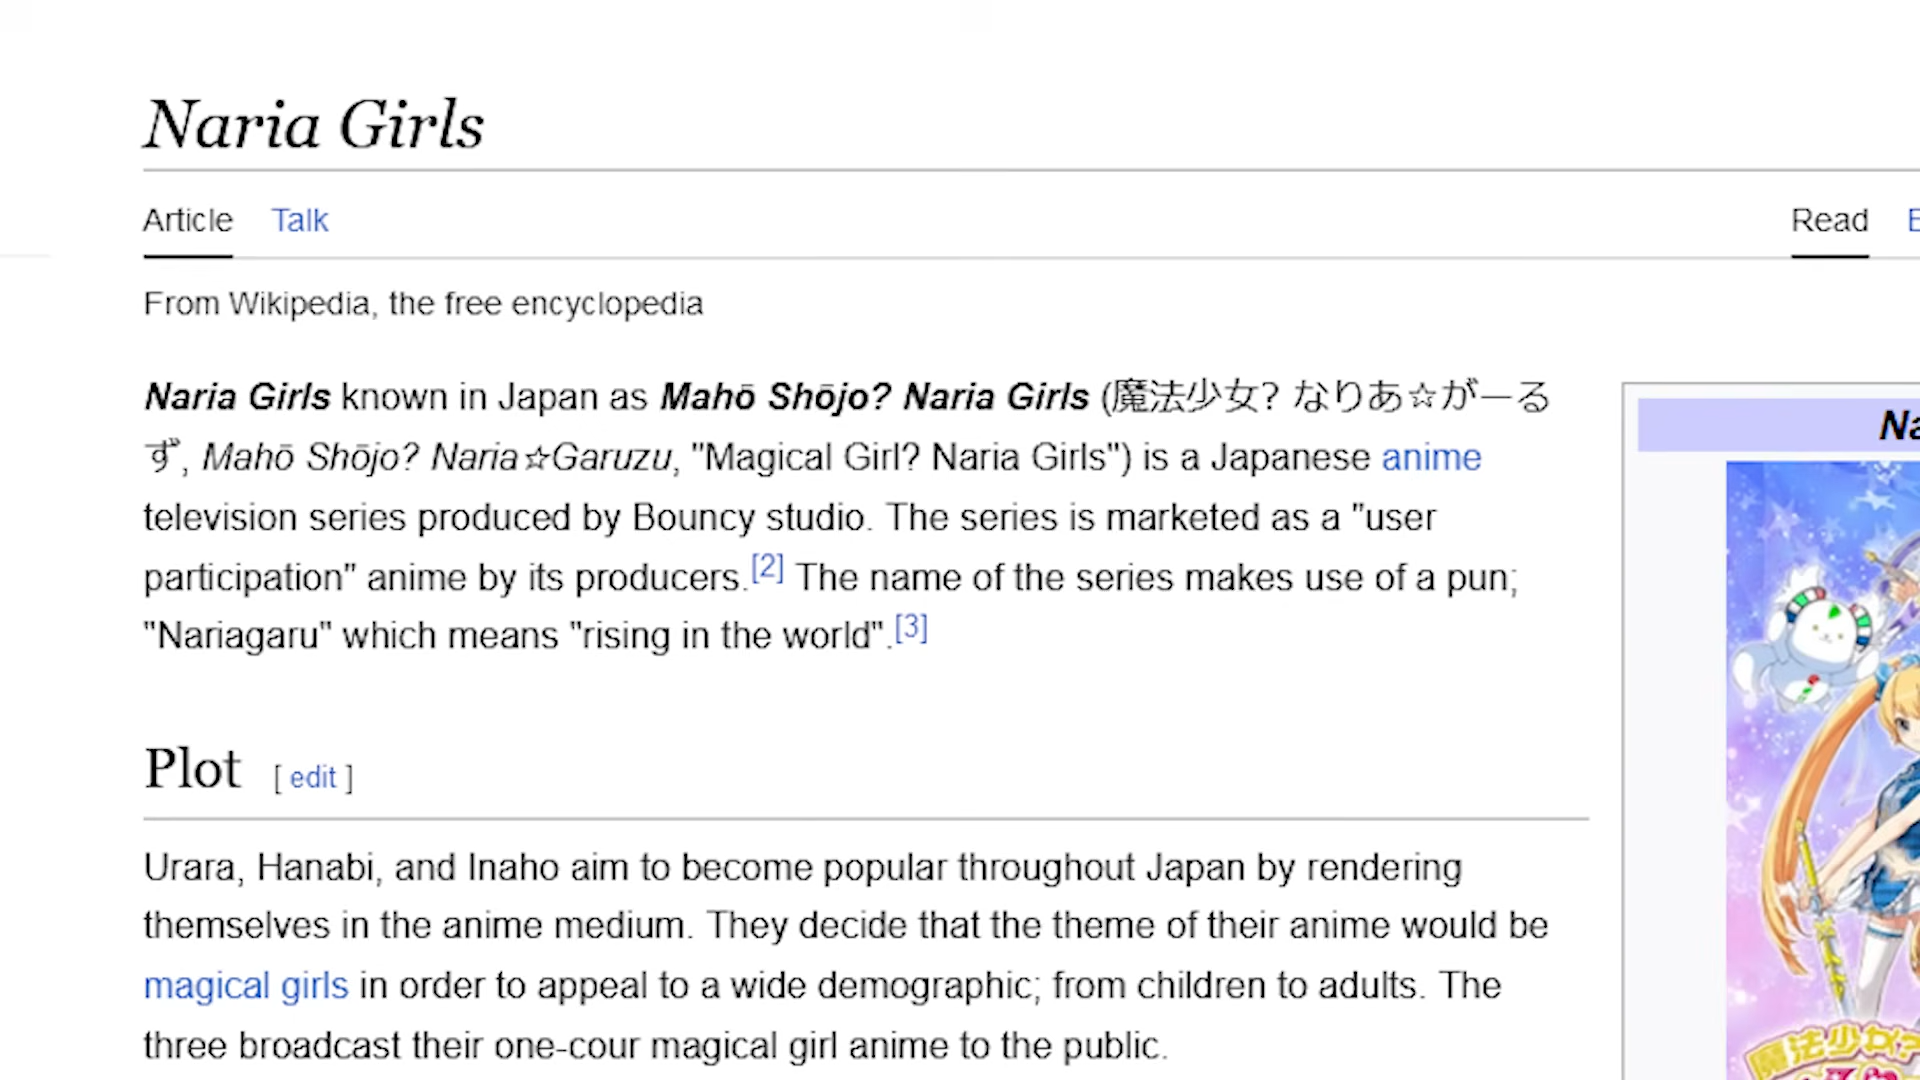 Naria Girls
Article Talk
Read
From Wikipedia, the free encyclopedia
Naria Girls known in Japan as Mahō Shōjo? Naria Girls (魔法少女? なりあ☆がーる
ず, Mahō Shōjo? Naria☆Garuzu, "Magical Girl? Naria Girls") is a Japanese anime
television series produced by Bouncy studio. The series is marketed as a "user
participation" anime by its producers.[2] The name of the series makes use of a pun;
"Nariagaru" which means "rising in the world".[3]
Na
Plot [ edit ]
Urara, Hanabi, and Inaho aim to become popular throughout Japan by rendering
themselves in the anime medium. They decide that the theme of their anime would be
magical girls in order to appeal to a wide demographic; from children to adults. The
three broadcast their one-cour magical girl anime to the public.
魔法少女?